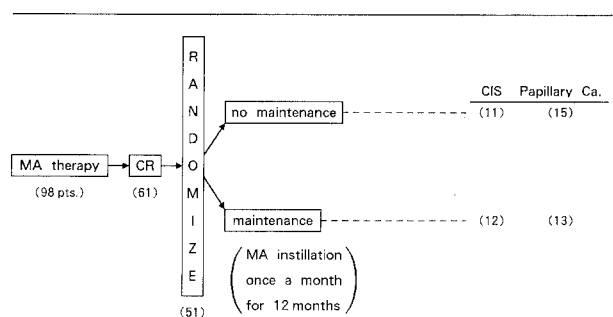 R
A
N
D
O
M
I
Z
E
(51)
MA therapy
(98 pts.)
CR
(61)
no maintenance
maintenance
MA instillation
once a month
for 12 months
CIS Papillary Ca.
(11) (15)
(12) (13)